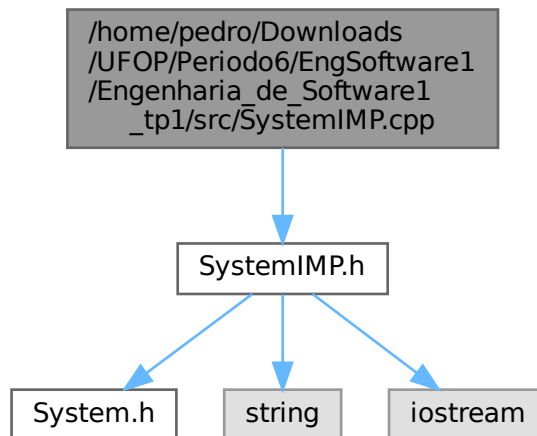 /home/pedro/Downloads
/UFOP/Periodo6/EngSoftware1
/Engenharia_de_Software1
_tp1/src/SystemIMP.cpp
SystemIMP.h
System.h
string
iostream